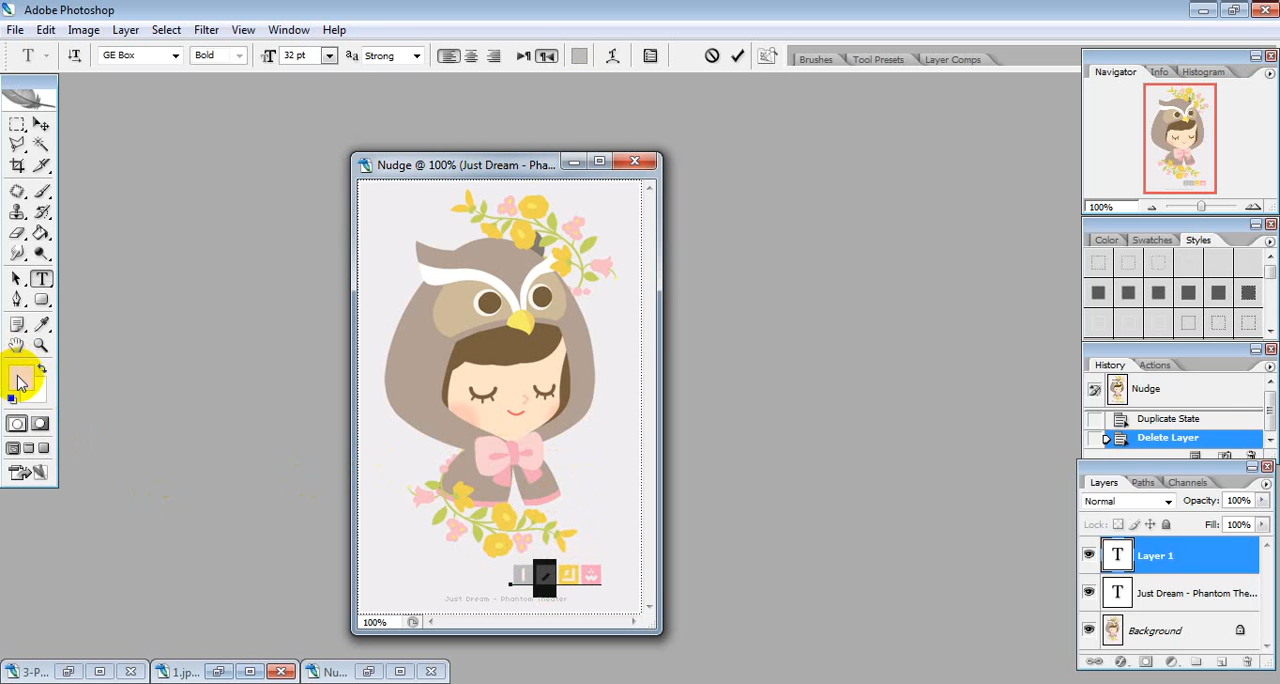 Adobe Photoshop
File Edit Image Layer Select Filter View Window Help
T GE Box Bold 32 pt Strong Brushes Tool Presets Layer Comps
Navigator Info Histogram
100%
Color Swatches Styles
History Actions
Nudge
Duplicate State
Delete Layer
Layers Paths Channels
Normal Opacity: 100%
Lock: Fill: 100%
T Layer 1
T Just Dream - Phantom The...
Background
Nudge @ 100% (Just Dream - Pha...
Just Dream - Phantom Theater
100%
3-P... 1.jp... Nu...